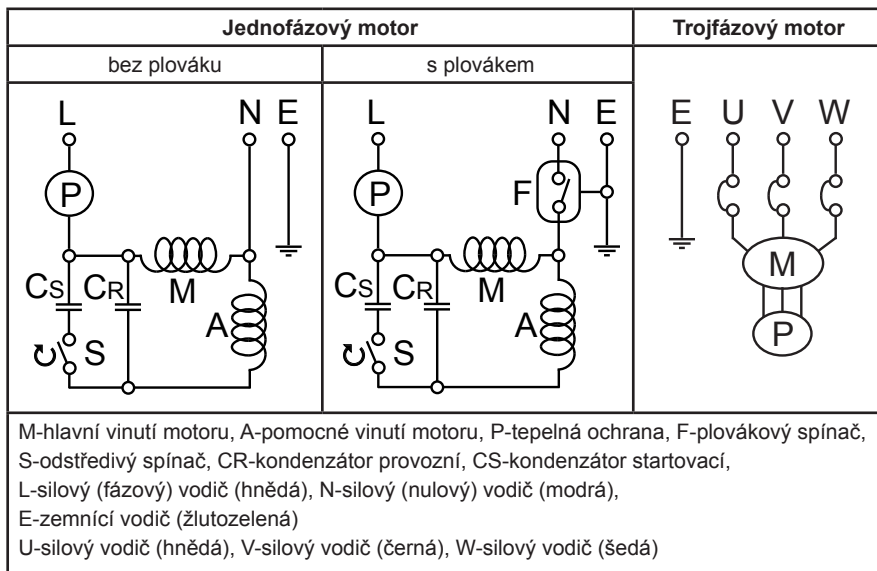 Jednofázový motor
Trojfázový motor
bez plováku
s plovákem
L N E
P
M
CS CR
A
S
L N E
P
F
M
CS CR
A
S
E U V W
M
P
M-hlavní vinutí motoru, A-pomocné vinutí motoru, P-tepelná ochrana, F-plovákový spínač,
S-odstředivý spínač, CR-kondenzátor provozní, CS-kondenzátor startovací,
L-silový (fázový) vodič (hnědá), N-silový (nulový) vodič (modrá),
E-zemnící vodič (žlutozelená)
U-silový vodič (hnědá), V-silový vodič (černá), W-silový vodič (šedá)